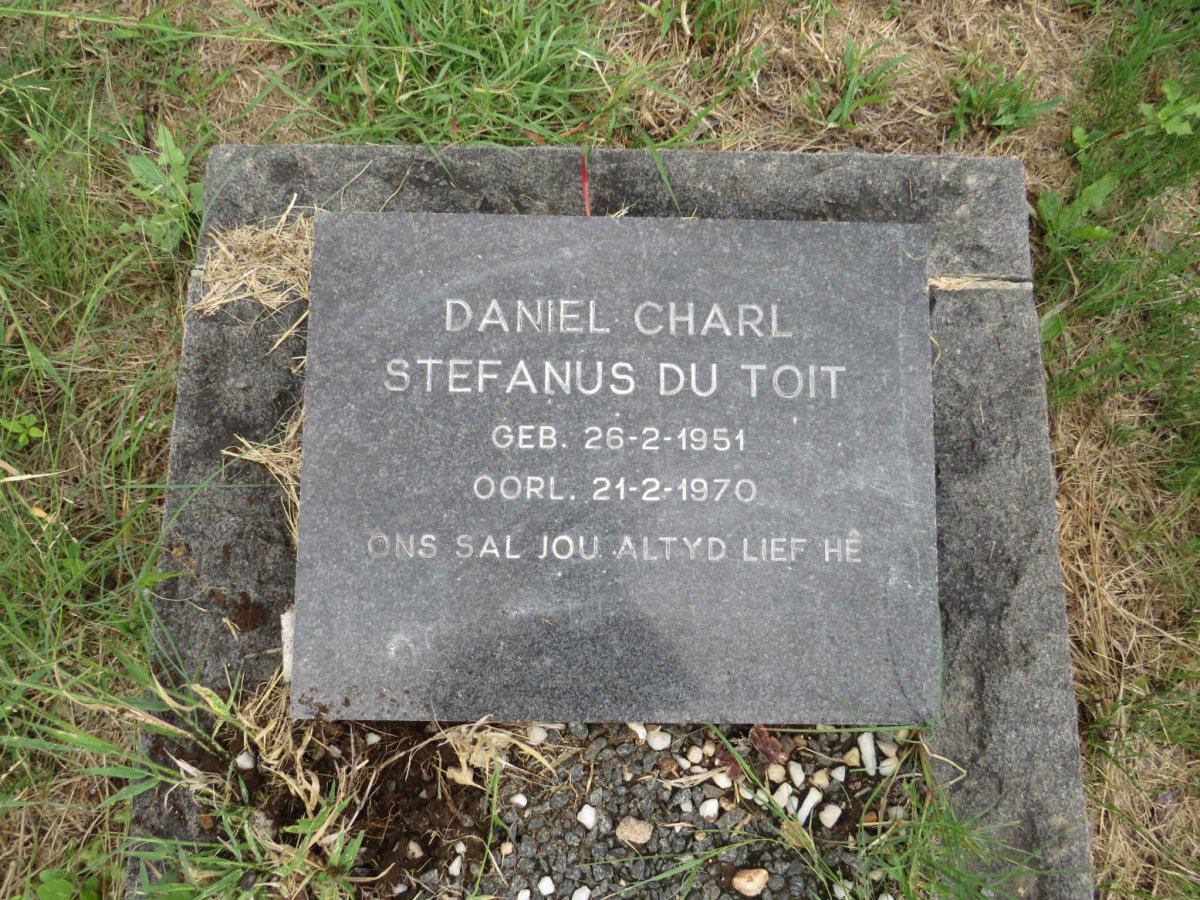 DANIEL CHARL
STEFANUS DU TOIT
GEB. 26-2-1951
OORL. 21-2-1970
ONS SAL JOU ALTYD LIEF HÊ